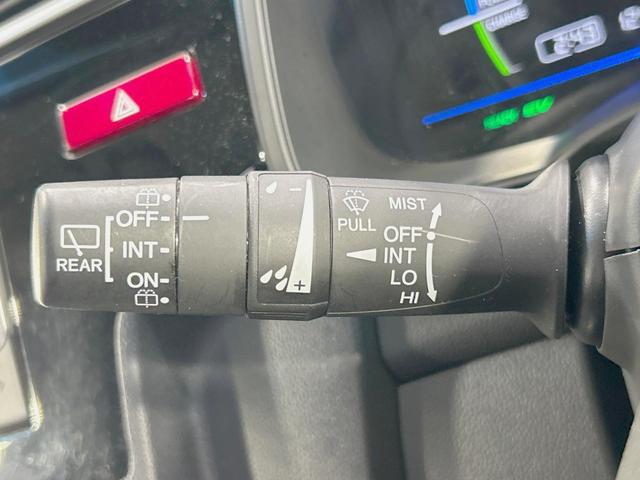 CHARGE
OFF
INT
REAR
ON
−
+
PULL
MIST
OFF
INT
LO
HI